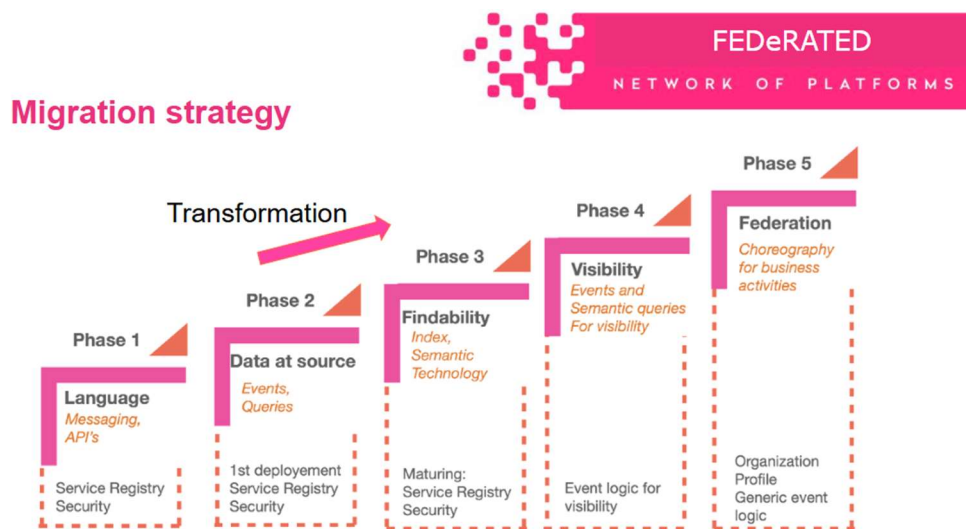 FEDeRATED
NETWORK OF PLATFORMS
Migration strategy
Transformation
Phase 1
Language
Messaging,
API's
Service Registry
Security
Phase 2
Data at source
Events,
Queries
1st deployement
Service Registry
Security
Phase 3
Findability
Index,
Semantic
Technology
Maturing:
Service Registry
Security
Phase 4
Visibility
Events and
Semantic queries
For visibility
Event logic for
visibility
Phase 5
Federation
Choreography
for business
activities
Organization
Profile
Generic event
logic